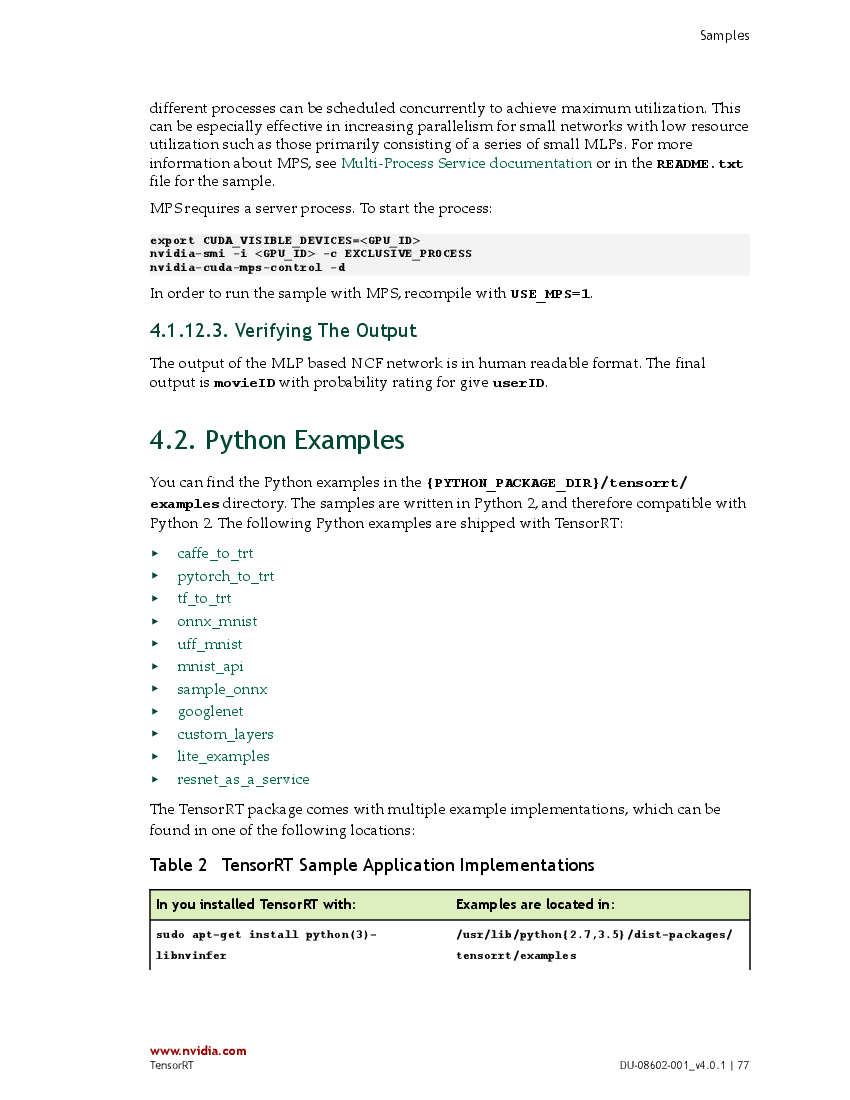 Samples
different processes can be scheduled concurrently to achieve maximum utilization. This
can be especially effective in increasing parallelism for small networks with low resource
utilization such as those primarily consisting of a series of small MLPs. For more
information about MPS, see Multi-Process Service documentation or in the README.txt
file for the sample.
MPS requires a server process. To start the process:
export CUDA_VISIBLE_DEVICES=<GPU_ID>
nvidia-smi -i <GPU_ID> -c EXCLUSIVE_PROCESS
nvidia-cuda-mps-control -d
In order to run the sample with MPS, recompile with USE_MPS=1.
4.1.12.3. Verifying The Output
The output of the MLP based NCF network is in human readable format. The final
output is movieID with probability rating for give userID.
4.2. Python Examples
You can find the Python examples in the {PYTHON_PACKAGE_DIR}/tensorrt/
examples directory. The samples are written in Python 2, and therefore compatible with
Python 2. The following Python examples are shipped with TensorRT:
‣ caffe_to_trt
‣ pytorch_to_trt
‣ tf_to_trt
‣ onnx_mnist
‣ uff_mnist
‣ mnist_api
‣ sample_onnx
‣ googlenet
‣ custom_layers
‣ lite_examples
‣ resnet_as_a_service
The TensorRT package comes with multiple example implementations, which can be
found in one of the following locations:
Table 2 TensorRT Sample Application Implementations
In you installed TensorRT with: Examples are located in:
sudo apt-get install python(3)- /usr/lib/python{2.7,3.5}/dist-packages/
libnvinfer tensorrt/examples
www.nvidia.com
TensorRT DU-08602-001_v4.0.1 | 77